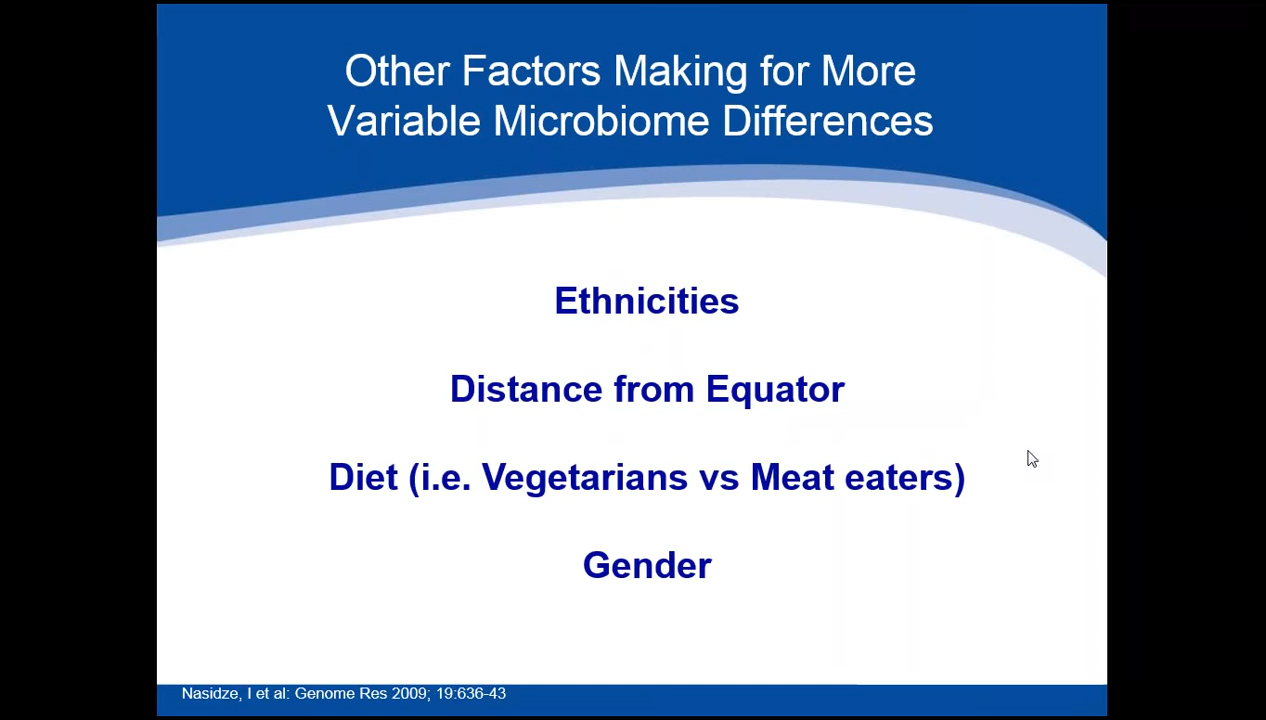 Other Factors Making for More
Variable Microbiome Differences
Ethnicities
Distance from Equator
Diet (i.e. Vegetarians vs Meat eaters)
Gender
Nasidze, I et al: Genome Res 2009; 19:636-43